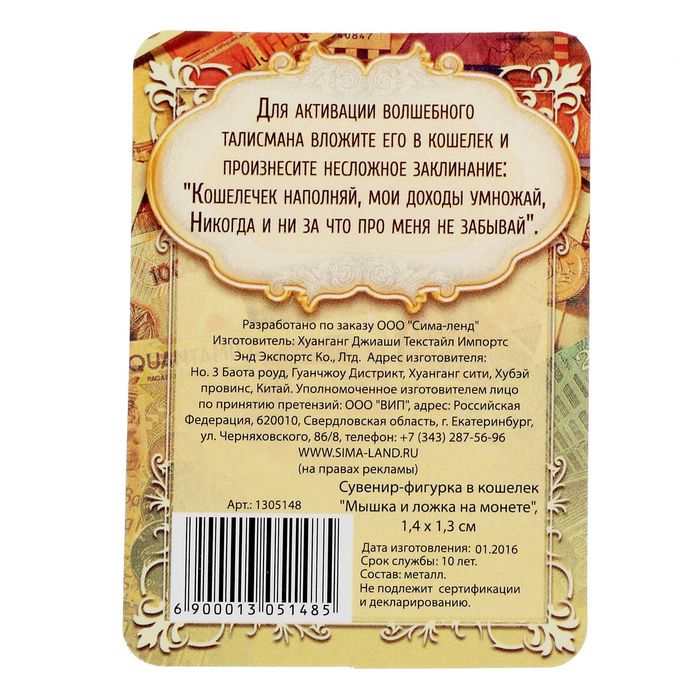 Для активации волшебного
талисмана вложите его в кошелек и
произнесите несложное заклинание:
"Кошелечек наполняй, мои доходы умножай,
Никогда и ни за что про меня не забывай".
Разработано по заказу ООО "Сима-ленд"
Изготовитель: Хуанганг Джиаши Текстайл Импортс
Энд Экспортс Ко., Лтд. Адрес изготовителя:
Но. 3 Баота роуд, Гуанчжоу Дистрикт, Хуанганг сити, Хубэй
провинс, Китай. Уполномоченное изготовителем лицо
по принятию претензий: ООО "ВИП", адрес: Российская
Федерация, 620010, Свердловская область, г. Екатеринбург,
ул. Черняховского, 86/8, телефон: +7 (343) 287-56-96
WWW.SIMA-LAND.RU
(на правах рекламы)
Сувенир-фигурка в кошелек
"Мышка и ложка на монете",
1,4 х 1,3 см
Арт.: 1305148
Дата изготовления: 01.2016
Срок службы: 10 лет.
Состав: металл.
Не подлежит сертификации
и декларированию.
6 900013 051485